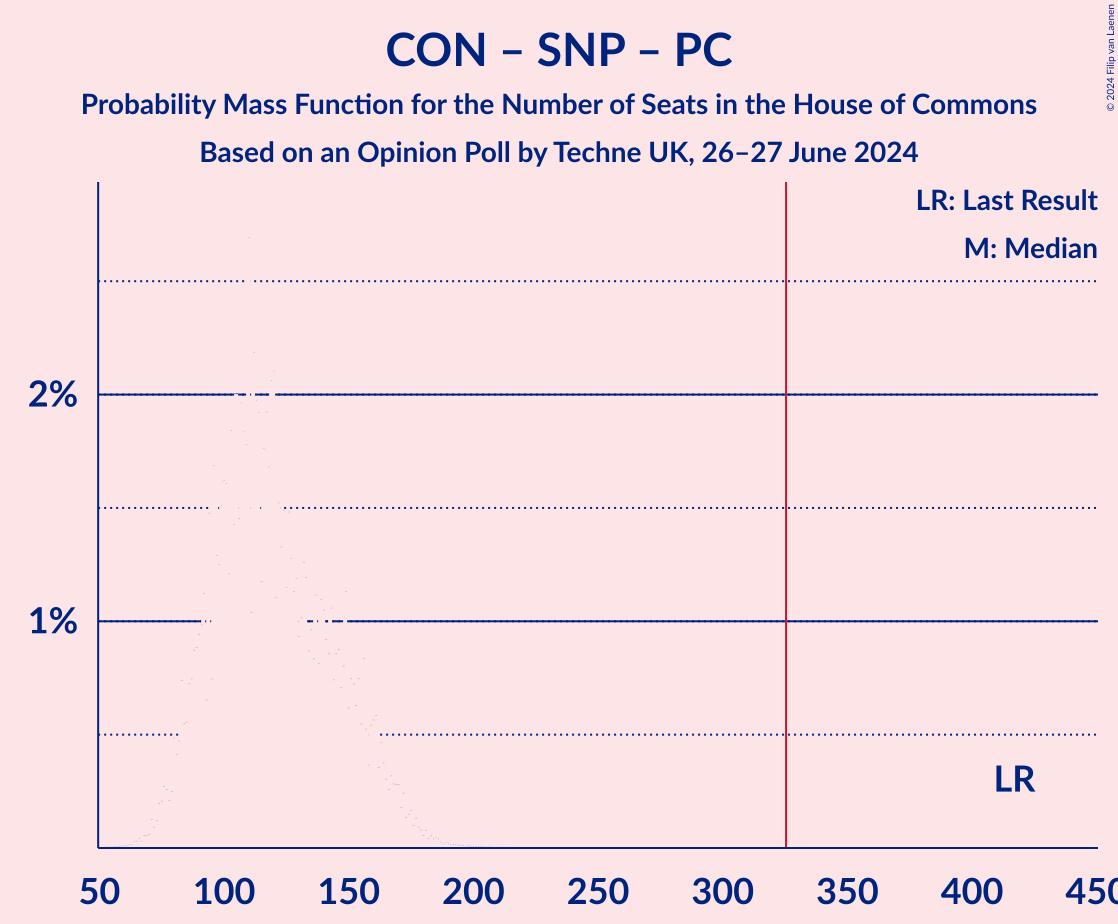 CON – SNP – PC
Probability Mass Function for the Number of Seats in the House of Commons
Based on an Opinion Poll by Techne UK, 26–27 June 2024
© 2024 Filip van Laenen
LR: Last Result
M: Median
2%
1%
LR
50 100 150 200 250 300 350 400 450